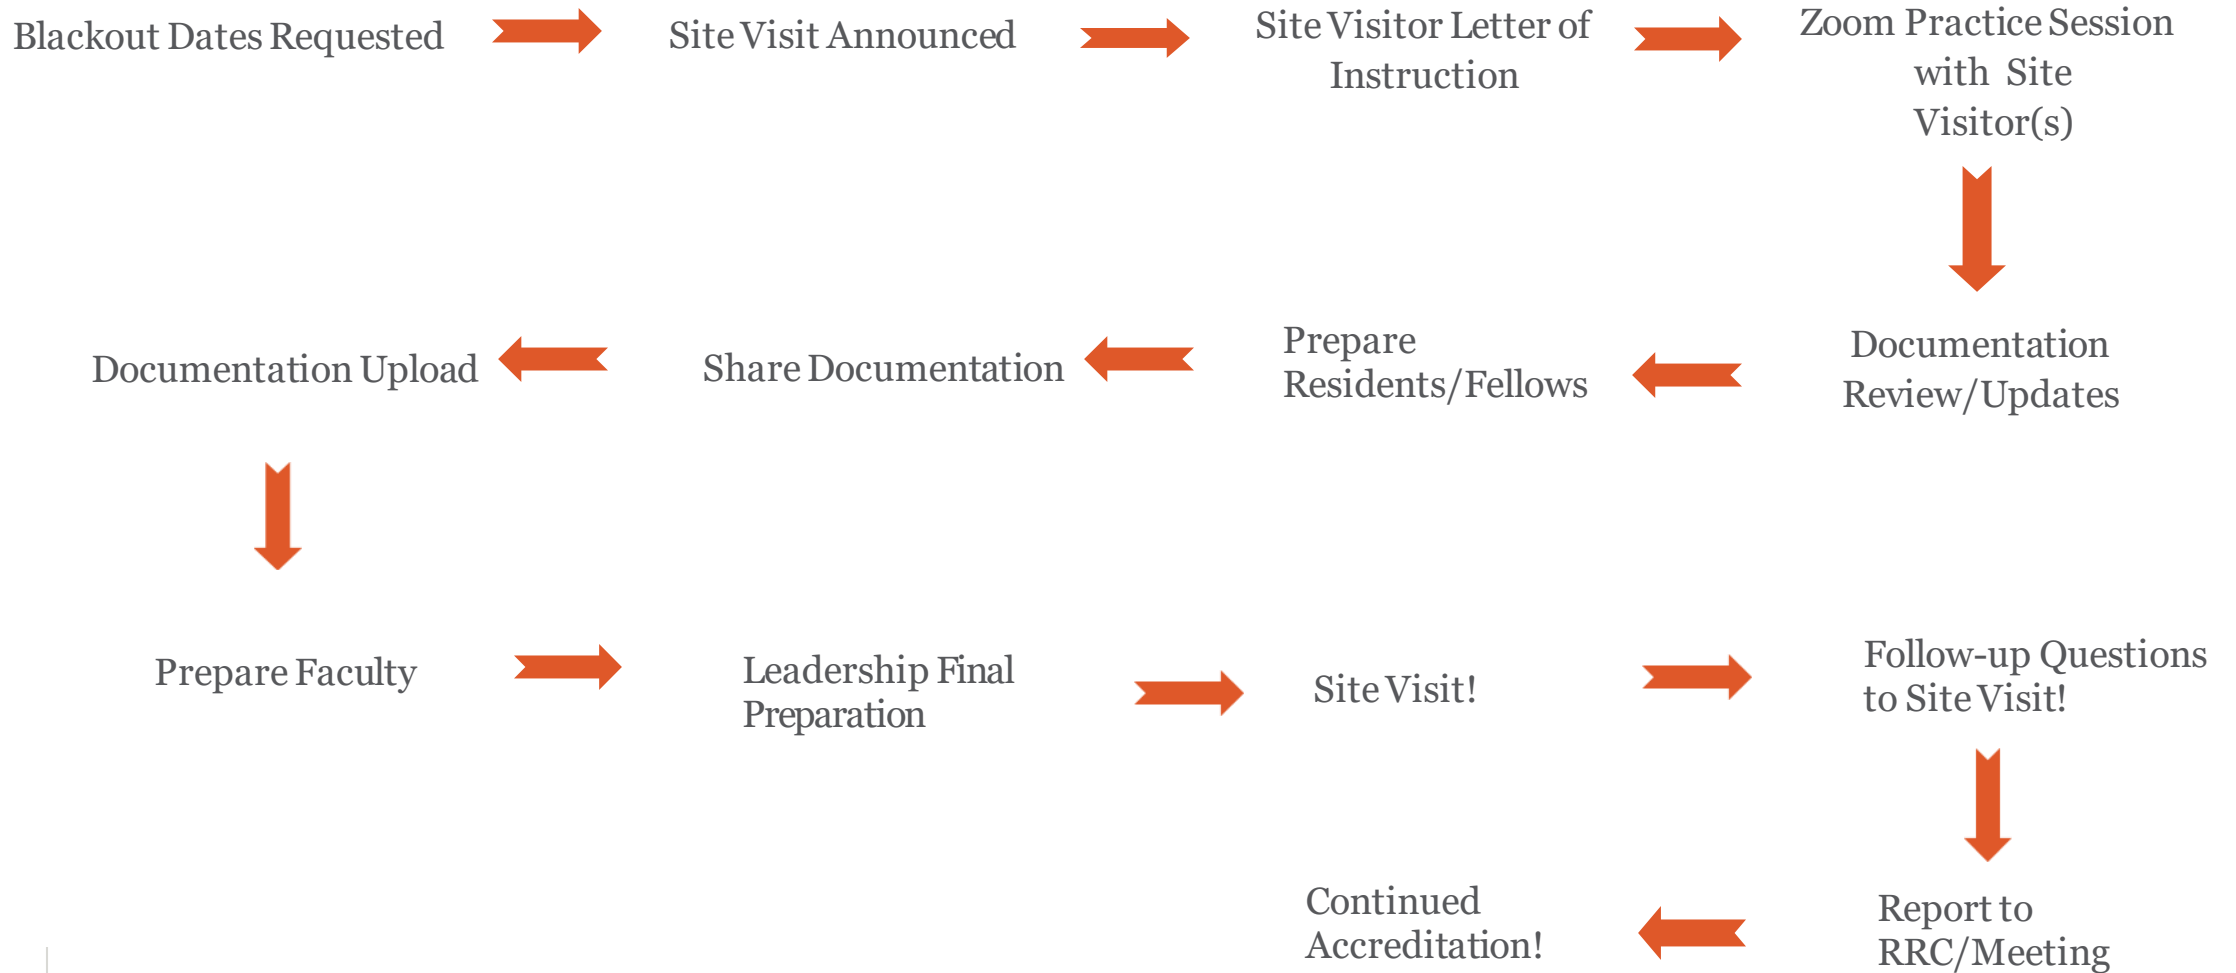 Blackout Dates Requested
Site Visit Announced
Site Visitor Letter of
Instruction
Zoom Practice Session
with Site
Visitor(s)
Documentation
Review/Updates
Prepare
Residents/Fellows
Share Documentation
Documentation Upload
Prepare Faculty
Leadership Final
Preparation
Site Visit!
Follow-up Questions
to Site Visit!
Report to
RRC/Meeting
Continued
Accreditation!